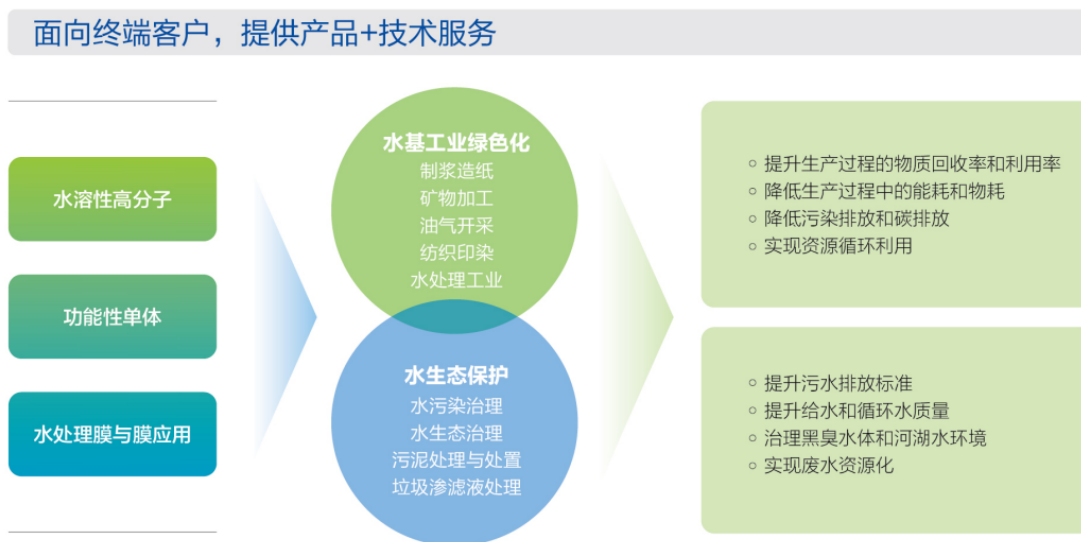 面向终端客户，提供产品+技术服务
水溶性高分子
功能性单体
水处理膜与膜应用
水基工业绿色化
制浆造纸
矿物加工
油气开采
纺织印染
水处理工业
水生态保护
水污染治理
水生态治理
污泥处理与处置
垃圾渗滤液处理
提升生产过程的物质回收率和利用率
降低生产过程中的能耗和物耗
降低污染排放和碳排放
实现资源循环利用
提升污水排放标准
提升给水和循环水质量
治理黑臭水体和河湖水环境
实现废水资源化